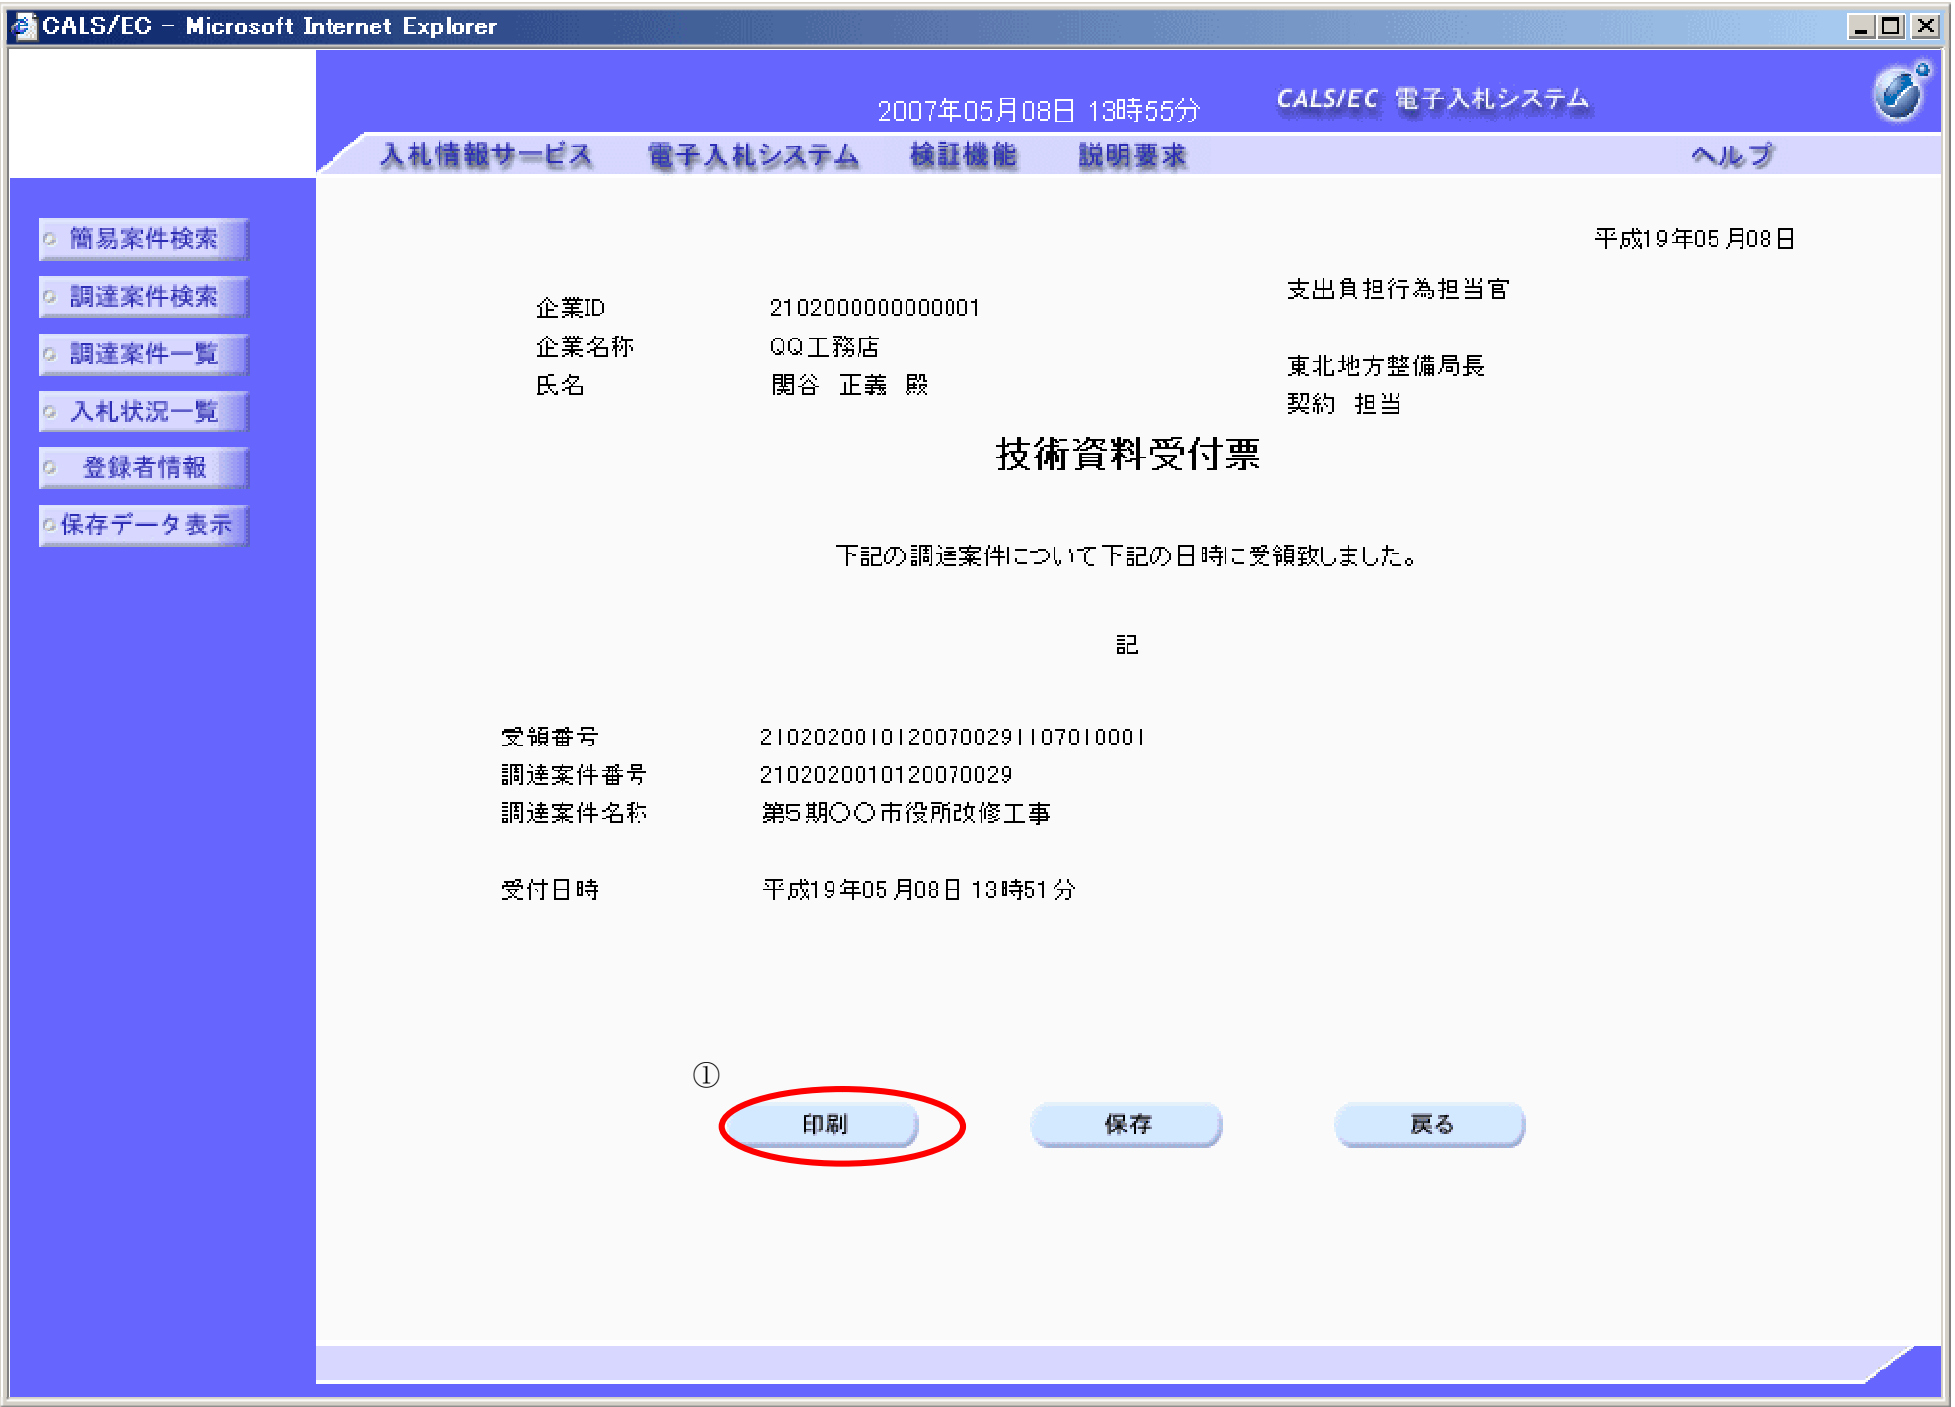 CALS/EC - Microsoft Internet Explorer
2007年05月08日 13時55分
CALS/EC 電子入札システム
入札情報サービス 電子入札システム 検証機能 説明要求 ヘルプ
簡易案件検索
調達案件検索
調達案件一覧
入札状況一覧
登録者情報
保存データ表示
平成19年05月08日
支出負担行為担当官
企業ID 2102000000000001
企業名称 QQ工務店
東北地方整備局長
氏名 関谷 正義 殿
契約 担当
技術資料受付票
下記の調達案件について下記の日時に受領致しました。
記
受領番号 2102020010120070029110701​0001
調達案件番号 2102020010120070029
調達案件名称 第5期〇〇市役所改修工事
受付日時 平成19年05月08日 13時51分
①
印刷 保存 戻る